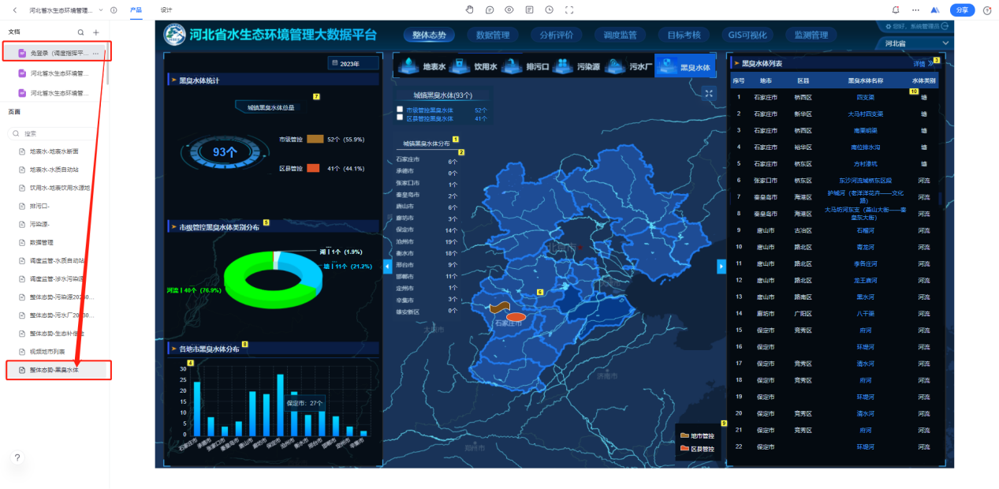 河北省水生态环境管理...
产品
设计
分享
文档
免登录（调度指挥平...
河北省水生态环境管...
河北省水生态环境管...
页面
搜索
地表水-地表水断面
地表水-水质自动站
饮用水-地表饮用水源地
排污口-
污染源-
数据管理
调度监管-水质自动站
调度监管-涉水污染源
整体态势-生态补偿金
视频地市列表
整体态势-黑臭水体
河北省水生态环境管理大数据平台
整体态势
数据管理
分析评价
调度监管
目标考核
GIS可视化
监测管理
您好，系统管理员
河北省
2023年
黑臭水体统计
7
城镇黑臭水体总量
93个
市级管控 52个 (55.9%)
区县管控 41个 (44.1%)
市级管控黑臭水体类别分布
5
湖 | 1个 (1.9%)
塘 | 11个 (21.2%)
河流 | 40个 (76.9%)
各地市黑臭水体分布
8
4
30
25
20
15
10
5
0
保定市：27个
石家庄市
承德市
张家口市
秦皇岛市
唐山市
廊坊市
保定市
沧州市
衡水市
邢台市
邯郸市
定州市
辛集市
地表水
饮用水
排污口
污染源
污水厂
黑臭水体
城镇黑臭水体(93个)
市级管控黑臭水体 52个
区县管控黑臭水体 41个
城镇黑臭水体分布
1
2
石家庄市 6个
承德市 0个
张家口市 1个
秦皇岛市 2个
唐山市 6个
廊坊市 3个
保定市 14个
沧州市 19个
衡水市 18个
邢台市 9个
邯郸市 11个
定州市 1个
辛集市 3个
雄安新区 0个
北京市
6
石家庄市
济南市
9
地市管控
区县管控
黑臭水体列表
详情
3
序号 地市 区县 黑臭水体名称 水体类别
10
1 石家庄市 桥西区 四支渠 塘
2 石家庄市 新华区 大马村四支渠 塘
3 石家庄市 桥西区 南栗明渠 塘
4 石家庄市 裕华区 南位排水沟 塘
5 石家庄市 桥东区 方村潭坑 塘
6 张家口市 桥东区 东沙河流域桥东区段 河流
7 秦皇岛市 海港区 护城河（老洋洋花卉——文化路） 河流
8 秦皇岛市 海港区 大马坊河东支（燕山大街——秦皇东大街） 河流
9 唐山市 古冶区 石榴河 河流
10 唐山市 路北区 青龙河 河流
11 唐山市 路北区 李各庄河 河流
12 唐山市 路北区 龙王庙河 河流
13 唐山市 路南区 黑水河 河流
14 廊坊市 广阳区 八干渠 河流
15 保定市 竞秀区 府河 河流
16 保定市 环堤河 河流
17 保定市 竞秀区 清水河 河流
18 保定市 竞秀区 府河 河流
19 保定市 环堤河 河流
20 保定市 竞秀区 清水河 河流
21 保定市 竞秀区 府河 河流
22 保定市 环堤河 河流